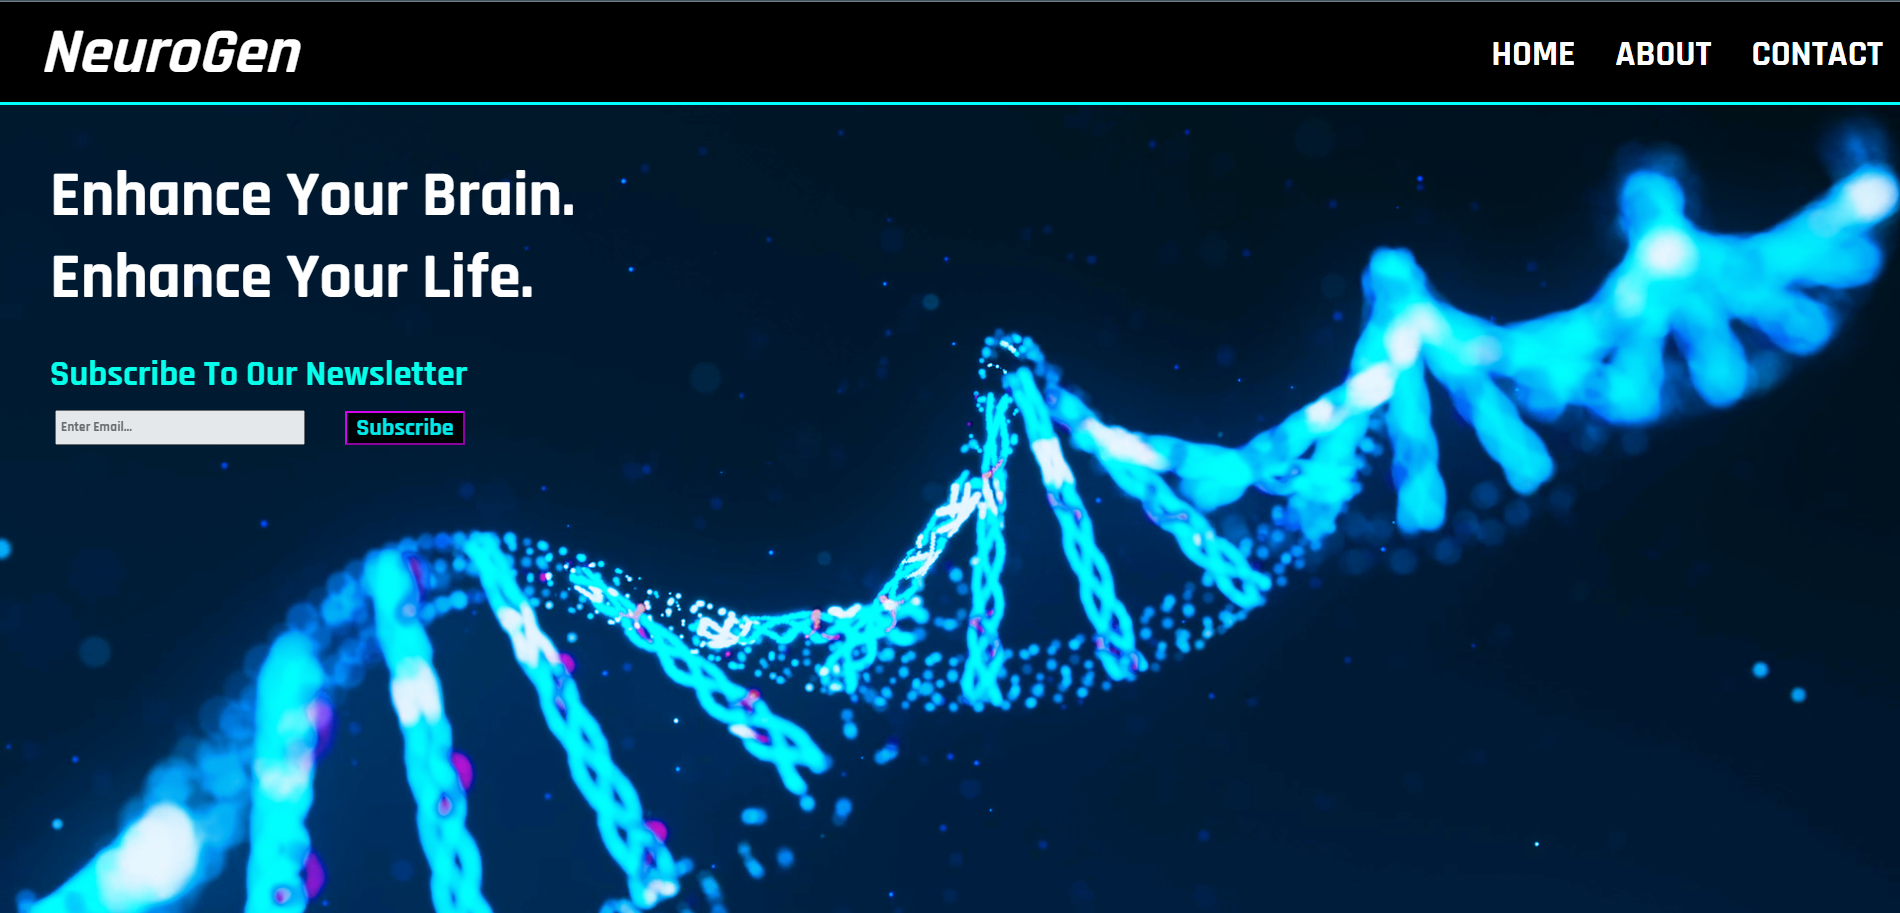 NeuroGen
HOME ABOUT CONTACT
Enhance Your Brain.
Enhance Your Life.
Subscribe To Our Newsletter
Enter Email...
Subscribe